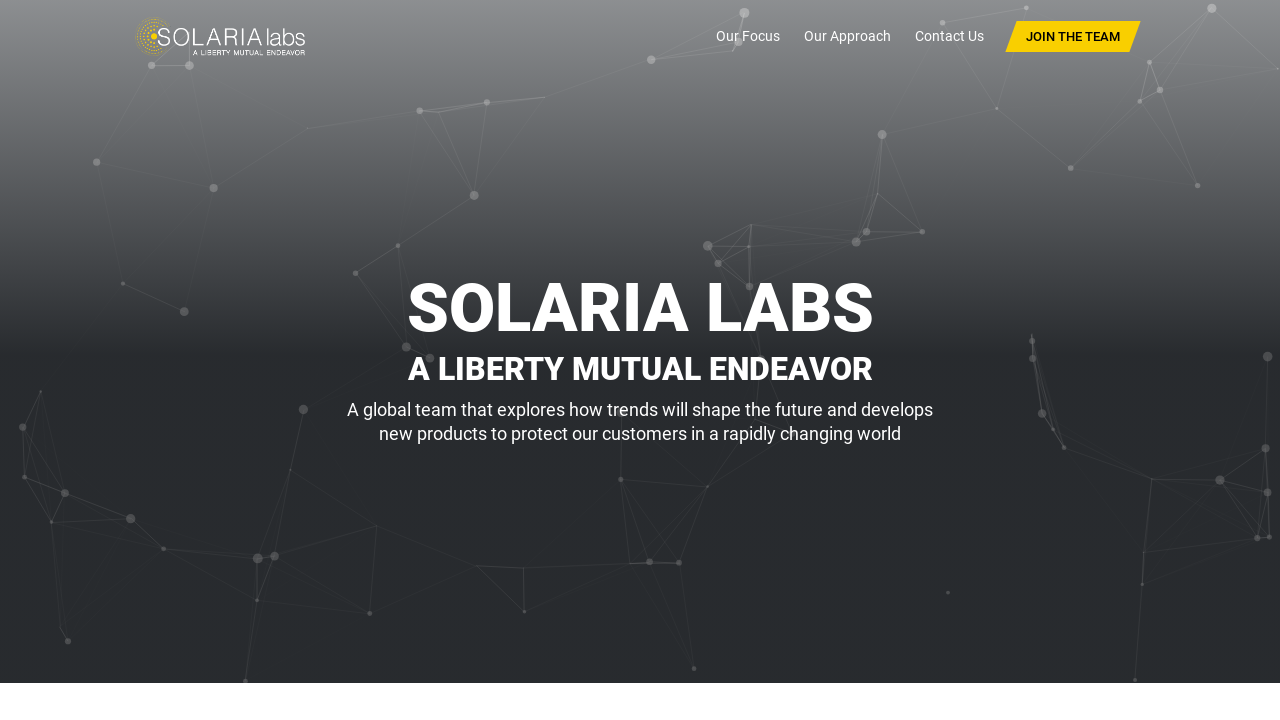 SOLARIA labs
A LIBERTY MUTUAL ENDEAVOR
Our Focus
Our Approach
Contact Us
JOIN THE TEAM
SOLARIA LABS
A LIBERTY MUTUAL ENDEAVOR
A global team that explores how trends will shape the future and develops
new products to protect our customers in a rapidly changing world